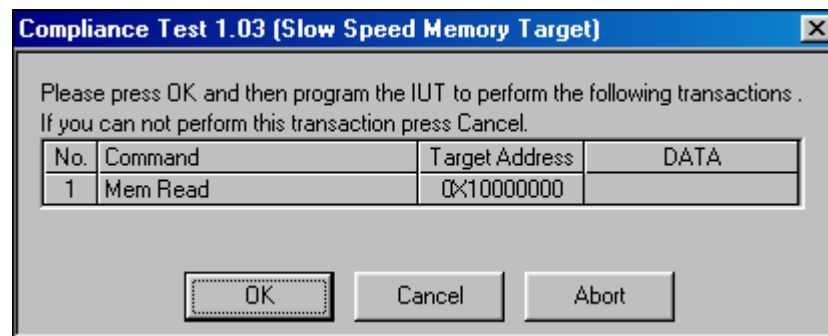 Compliance Test 1.03 (Slow Speed Memory Target)
Please press OK and then program the IUT to perform the following transactions .
If you can not perform this transaction press Cancel.
No. Command Target Address DATA
1 Mem Read 0X10000000
OK Cancel Abort